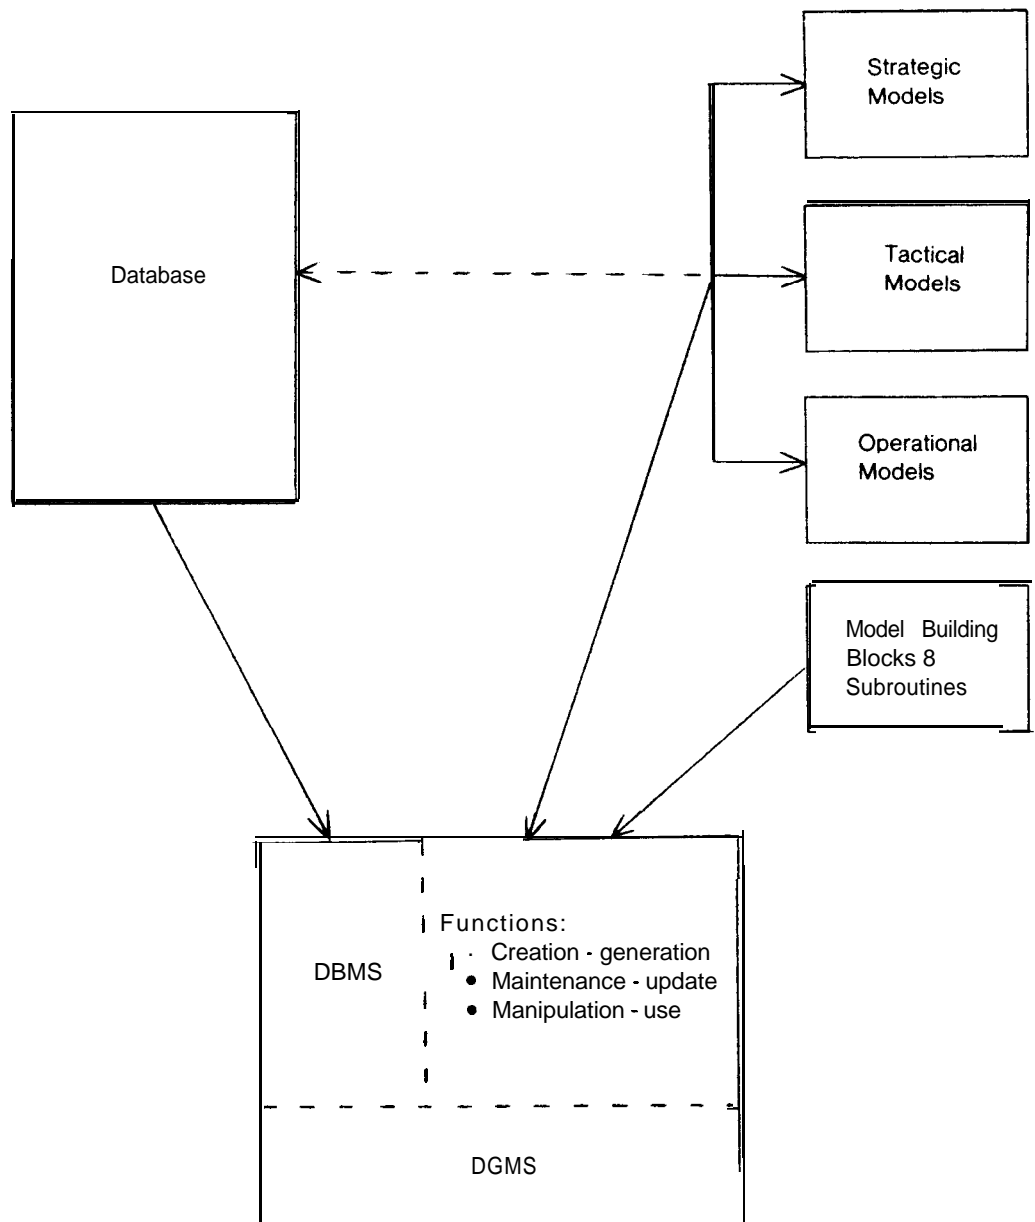 Strategic
Models
Database
Tactical
Models
Operational
Models
Model Building
Blocks 8
Subroutines
DBMS
Functions:
· Creation - generation
● Maintenance - update
● Manipulation - use
DGMS